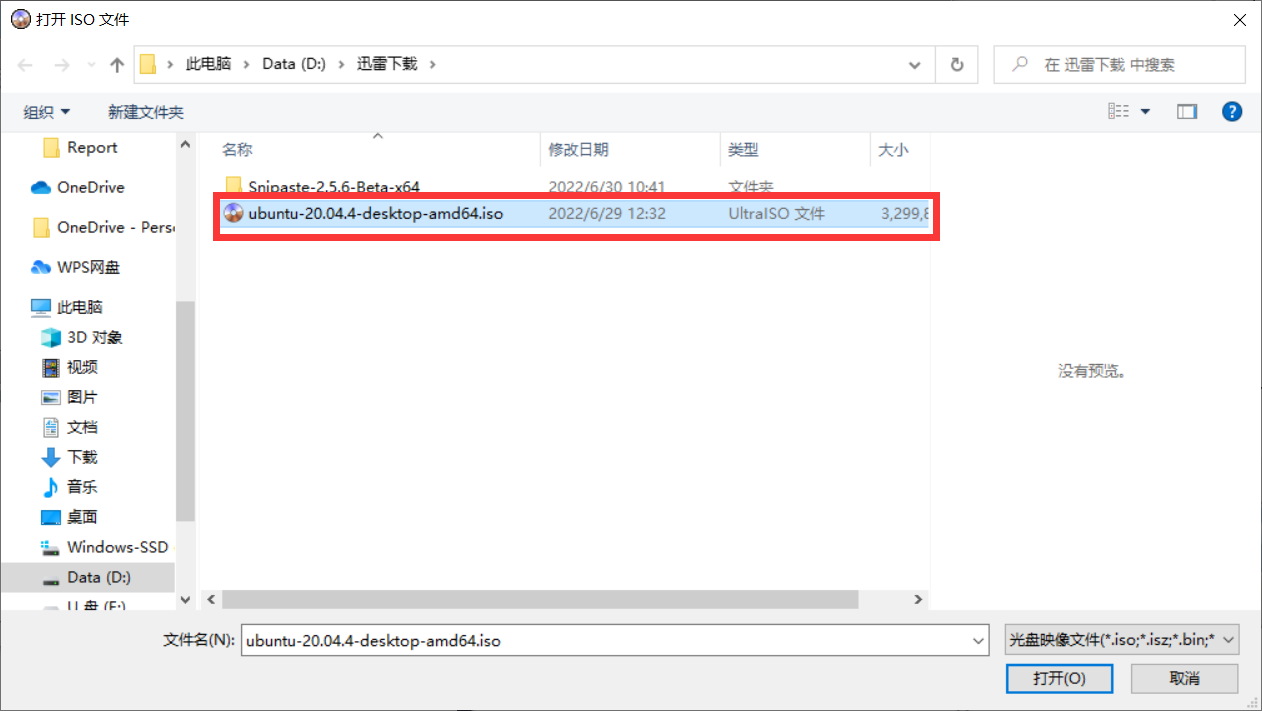 打开 ISO 文件
此电脑 Data (D:) 迅雷下载
在 迅雷下载 中搜索
组织 新建文件夹
Report
OneDrive
OneDrive - Pers
WPS网盘
此电脑
3D 对象
视频
图片
文档
下载
音乐
桌面
Windows-SSD
Data (D:)
U 盘 (E:)
名称 修改日期 类型 大小
Snipaste-2.5.6-Beta-x64 2022/6/30 10:41 文件夹
ubuntu-20.04.4-desktop-amd64.iso 2022/6/29 12:32 UltraISO 文件 3,299,8
没有预览。
文件名(N): ubuntu-20.04.4-desktop-amd64.iso 光盘映像文件(*.iso;*.isz;*.bin;*
打开(O) 取消